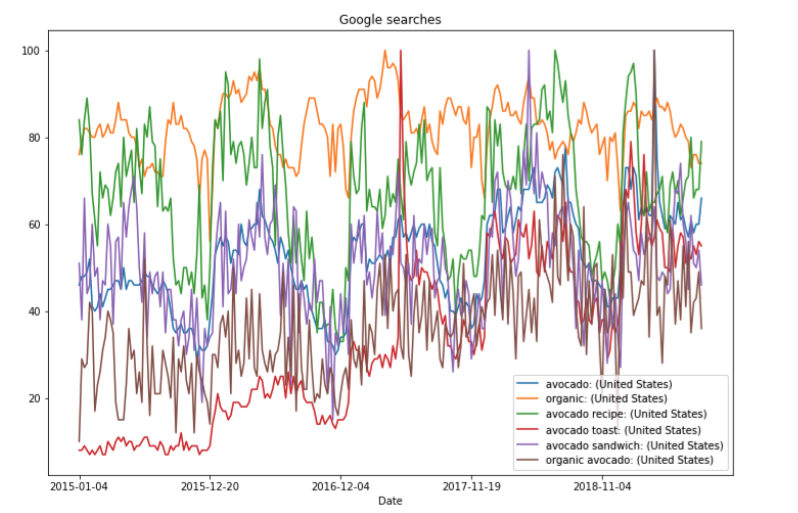 Google searches
100
80
60
40
20
2015-01-04 2015-12-20 2016-12-04 2017-11-19 2018-11-04
Date
avocado: (United States)
organic: (United States)
avocado recipe: (United States)
avocado toast: (United States)
avocado sandwich: (United States)
organic avocado: (United States)